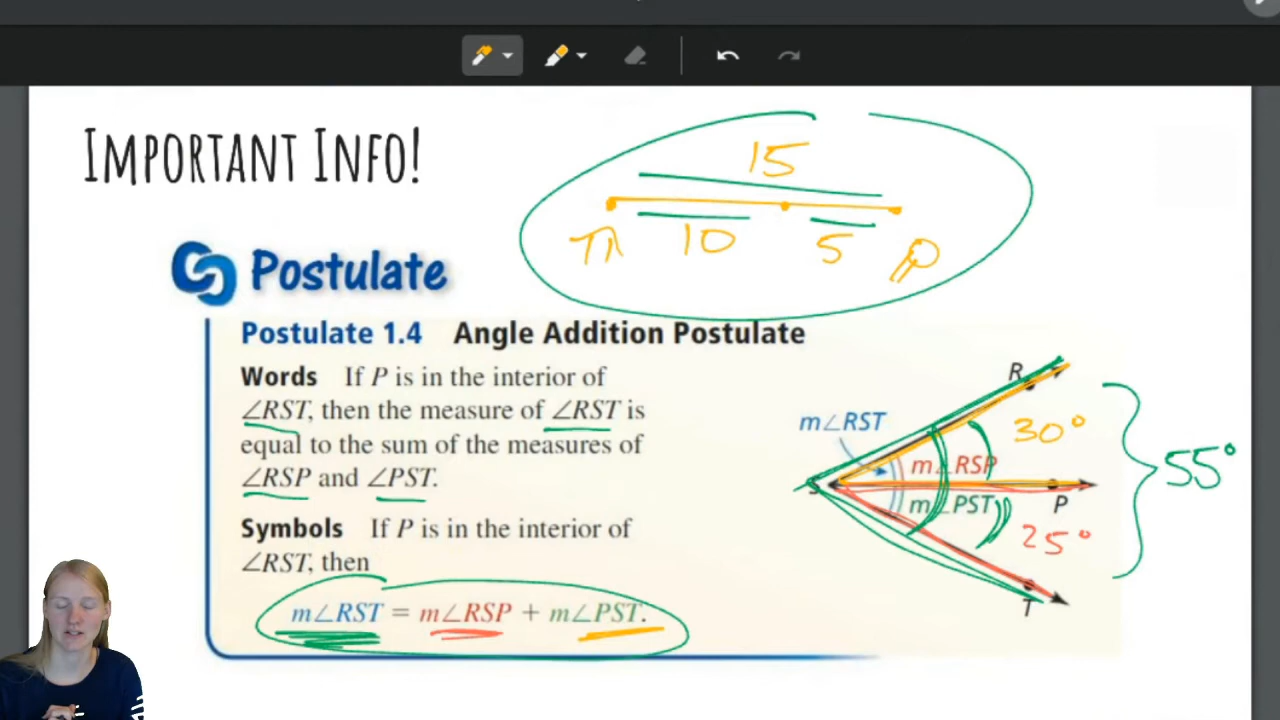 IMPORTANT INFO!
15
10
5
Postulate
Postulate 1.4 Angle Addition Postulate
Words If P is in the interior of
∠RST, then the measure of ∠RST is
equal to the sum of the measures of
∠RSP and ∠PST.
Symbols If P is in the interior of
∠RST, then
m∠RST = m∠RSP + m∠PST.
R
m∠RST
30°
m∠RSP
55°
S
m∠PST
P
25°
T